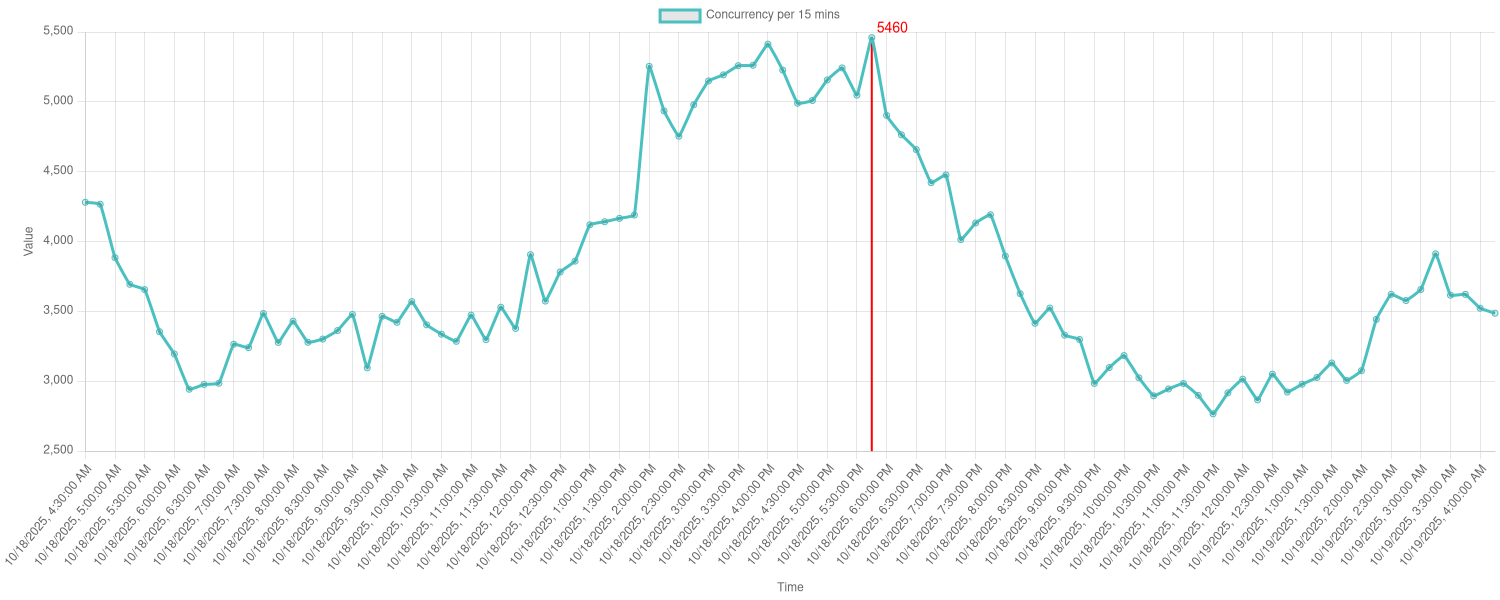 Concurrency per 15 mins
5460
5,500
5,000
4,500
4,000
3,500
3,000
2,500
Value
10/18/2025, 4:30:00 AM
10/18/2025, 5:00:00 AM
10/18/2025, 5:30:00 AM
10/18/2025, 6:00:00 AM
10/18/2025, 6:30:00 AM
10/18/2025, 7:00:00 AM
10/18/2025, 7:30:00 AM
10/18/2025, 8:00:00 AM
10/18/2025, 8:30:00 AM
10/18/2025, 9:00:00 AM
10/18/2025, 9:30:00 AM
10/18/2025, 10:00:00 AM
10/18/2025, 10:30:00 AM
10/18/2025, 11:00:00 AM
10/18/2025, 11:30:00 AM
10/18/2025, 12:00:00 PM
10/18/2025, 12:30:00 PM
10/18/2025, 1:00:00 PM
10/18/2025, 1:30:00 PM
10/18/2025, 2:00:00 PM
10/18/2025, 2:30:00 PM
10/18/2025, 3:00:00 PM
10/18/2025, 3:30:00 PM
10/18/2025, 4:00:00 PM
10/18/2025, 4:30:00 PM
10/18/2025, 5:00:00 PM
10/18/2025, 5:30:00 PM
10/18/2025, 6:00:00 PM
10/18/2025, 6:30:00 PM
10/18/2025, 7:00:00 PM
10/18/2025, 7:30:00 PM
10/18/2025, 8:00:00 PM
10/18/2025, 8:30:00 PM
10/18/2025, 9:00:00 PM
10/18/2025, 9:30:00 PM
10/18/2025, 10:00:00 PM
10/18/2025, 10:30:00 PM
10/18/2025, 11:00:00 PM
10/18/2025, 11:30:00 PM
10/19/2025, 12:00:00 AM
10/19/2025, 12:30:00 AM
10/19/2025, 1:00:00 AM
10/19/2025, 1:30:00 AM
10/19/2025, 2:00:00 AM
10/19/2025, 2:30:00 AM
10/19/2025, 3:00:00 AM
10/19/2025, 3:30:00 AM
10/19/2025, 4:00:00 AM
Time